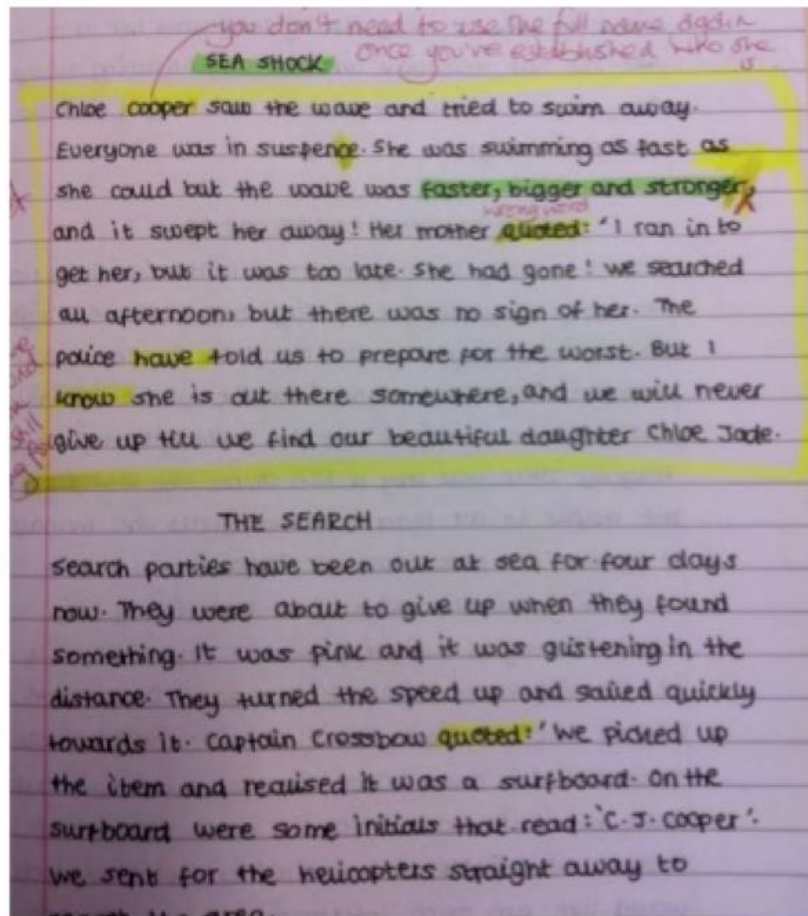 you don't need to use the full name again
once you've established who she
is.
SEA SHOCK
Chloe cooper saw the wave and tried to swim away.
Everyone was in suspence. She was swimming as fast as
she could but the wave was faster, bigger and stronger,
wrong word
and it swept her away! Her mother quoted: 'I ran in to
get her, but it was too late. She had gone! we searched
all afternoon, but there was no sign of her. The
police have told us to prepare for the worst. But I
know she is out there somewhere, and we will never
give up till we find our beautiful daughter Chloe Jade.
THE SEARCH
Search parties have been out at sea for four days
now. They were about to give up when they found
something. It was pink and it was glistening in the
distance. They turned the speed up and sailed quickly
towards it. Captain Crossbow quoted: 'We picked up
the item and realised it was a surfboard. On the
surfboard were some initials that read: 'C.J. Cooper'.
We sent for the helicopters straight away to